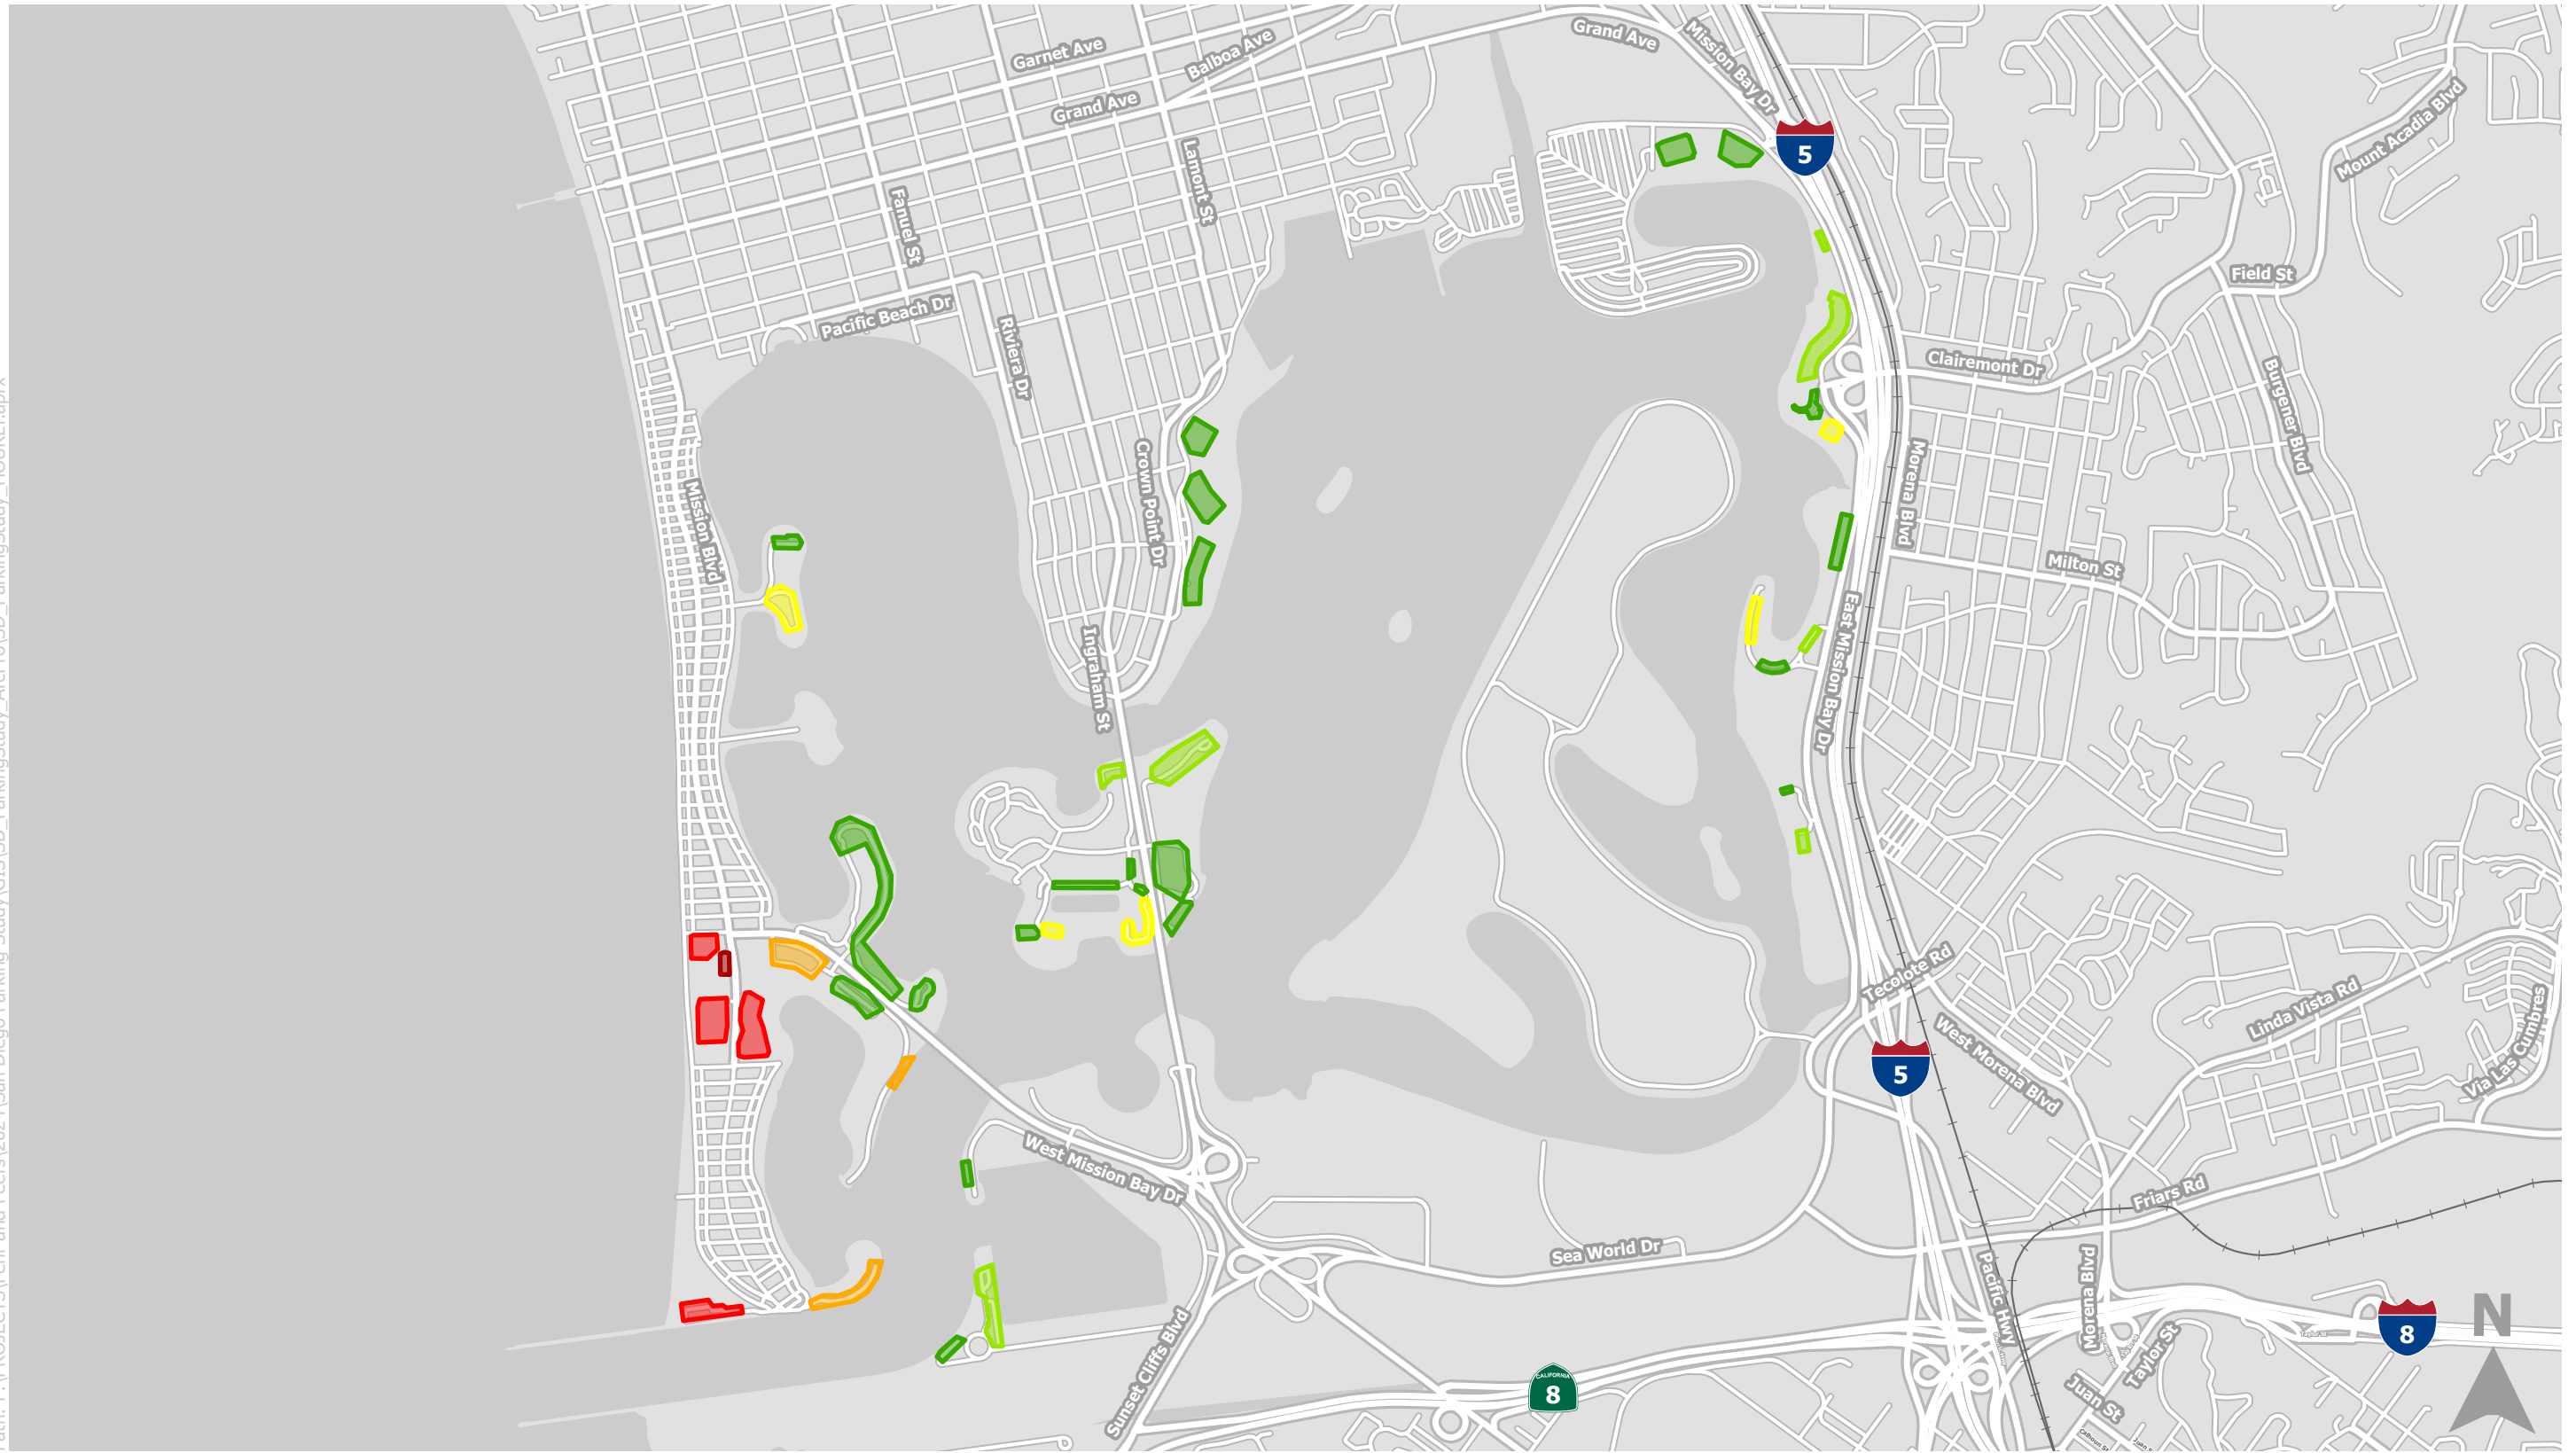 Grand Ave
Mission Bay Dr
Garnet Ave
Balboa Ave
Grand Ave
5
Mount Acadia Blvd
Lamont St
Fanuel St
Field St
Pacific Beach Dr
Riviera Dr
Clairemont Dr
Burgener Blvd
Crown Point Dr
Morena Blvd
Mission Blvd
Milton St
Ingraham St
East Mission Bay Dr
Tecolote Rd
Linda Vista Rd
Via Las Cumbres
West Morena Blvd
5
West Mission Bay Dr
Friars Rd
Sea World Dr
Pacific Hwy
Morena Blvd
Taylor St
Juan St
Sunset Cliffs Blvd
CALIFORNIA
8
8
N